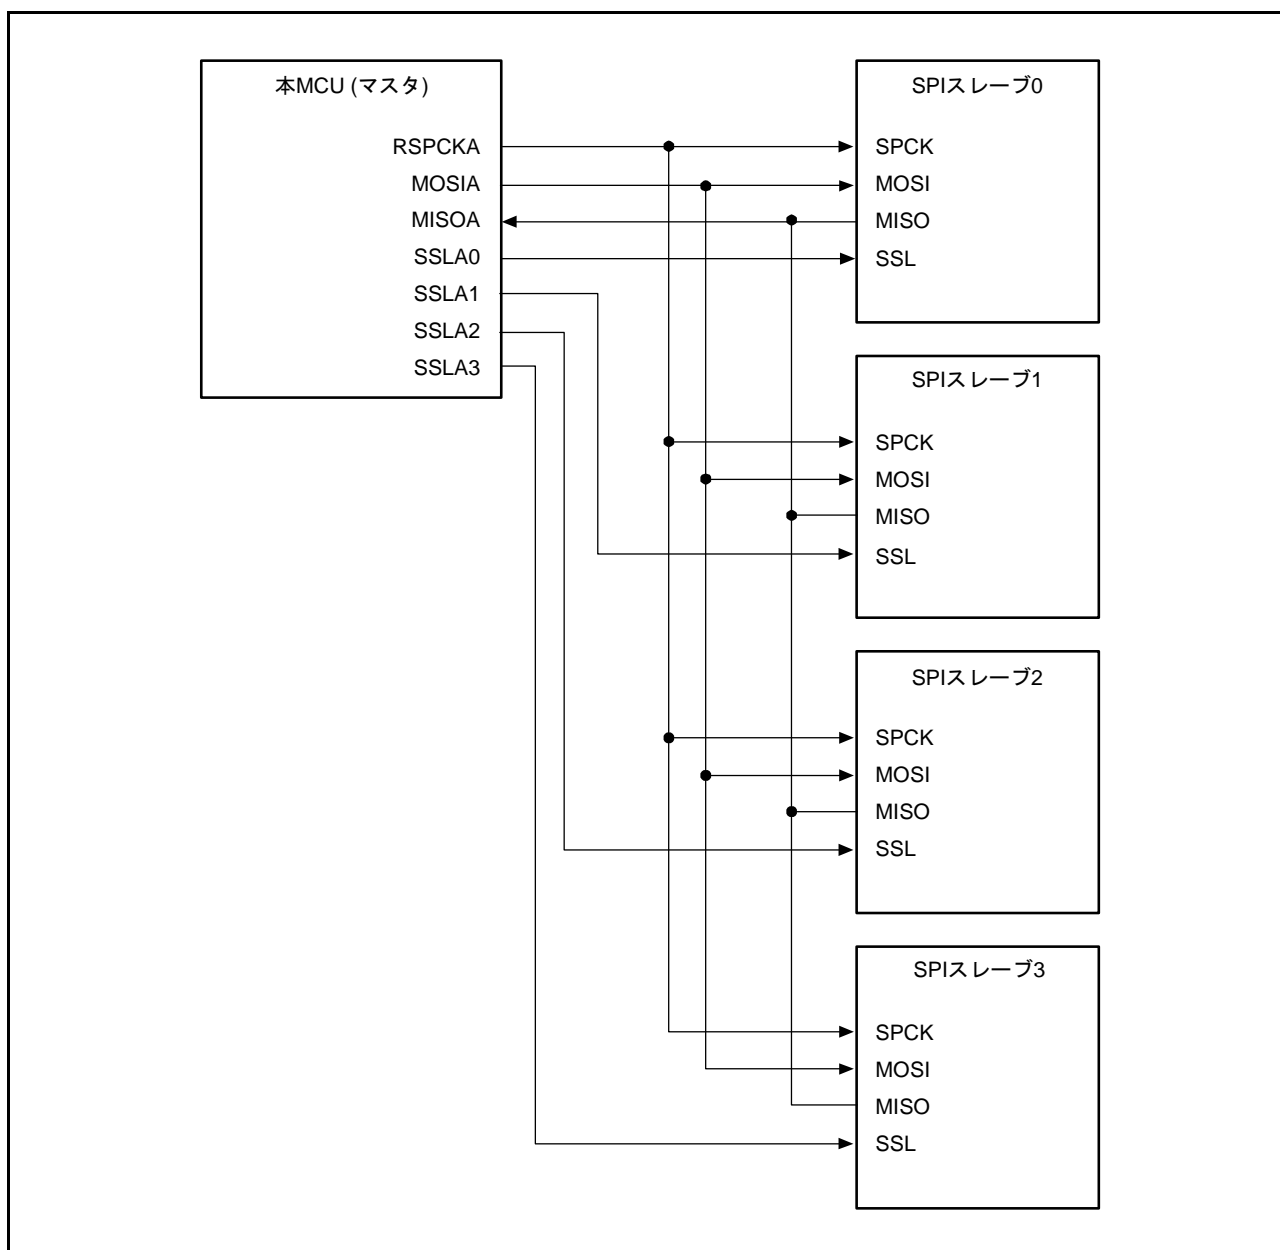 本MCU (マスタ)
RSPCKA
MOSIA
MISOA
SSLA0
SSLA1
SSLA2
SSLA3
SPIスレーブ0
SPCK
MOSI
MISO
SSL
SPIスレーブ1
SPCK
MOSI
MISO
SSL
SPIスレーブ2
SPCK
MOSI
MISO
SSL
SPIスレーブ3
SPCK
MOSI
MISO
SSL